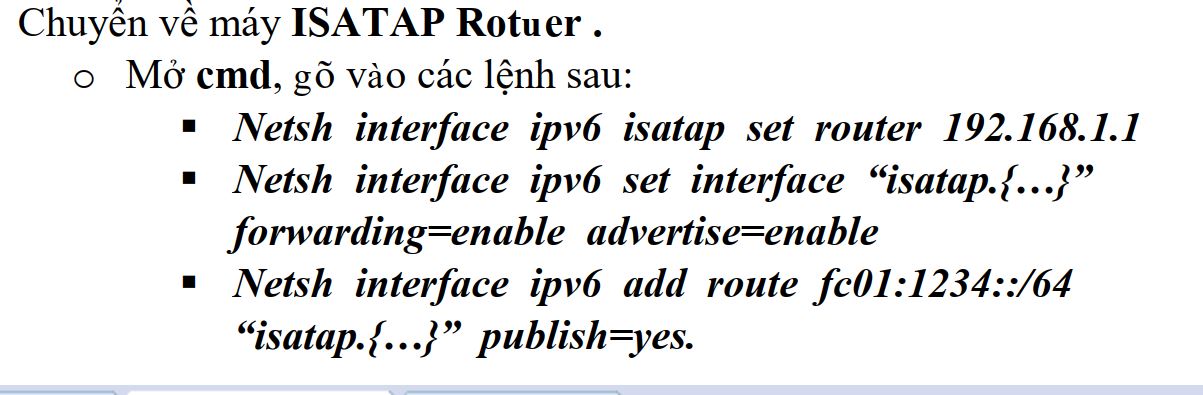 Chuyển về máy ISATAP Rotuer .
o Mở cmd, gõ vào các lệnh sau:
▪ Netsh interface ipv6 isatap set router 192.168.1.1
▪ Netsh interface ipv6 set interface “isatap.{…}”
forwarding=enable advertise=enable
▪ Netsh interface ipv6 add route fc01:1234::/64
“isatap.{…}” publish=yes.